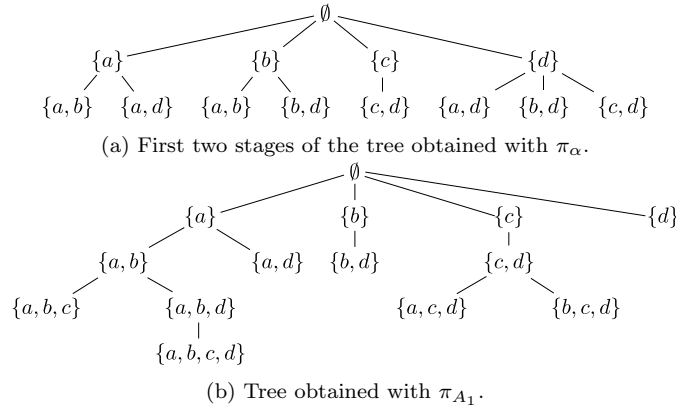 ∅
{a} {b} {c} {d}
{a, b} {a, d} {a, b} {b, d} {c, d} {a, d} {b, d} {c, d}
(a) First two stages of the tree obtained with π_α.
∅
{a} {b} {c} {d}
{a, b} {a, d} {b, d} {c, d}
{a, b, c} {a, b, d} {a, c, d} {b, c, d}
{a, b, c, d}
(b) Tree obtained with π_{A_1}.